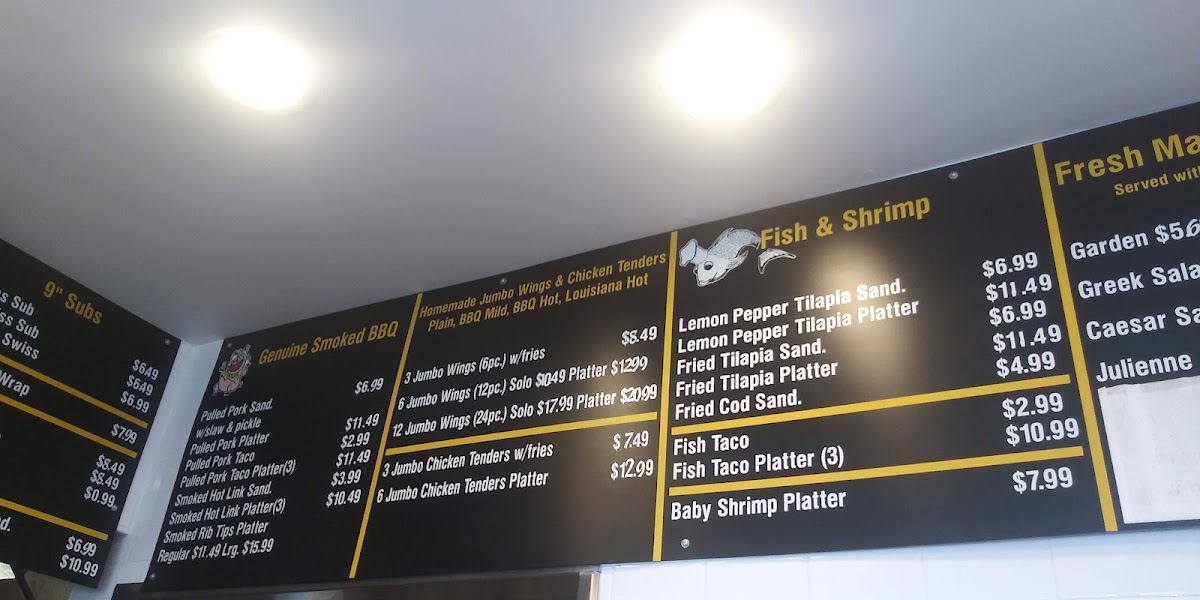 9" Subs
ss Sub
ss Sub
Swiss
$6.49
$6.49
$6.99
Wrap
$7.99
$8.49
$8.49
$0.99
d.
$6.99
$10.99
Genuine Smoked BBQ
Pulled Pork Sand. $6.99
w/slaw & pickle
Pulled Pork Platter $11.49
Pulled Pork Taco $2.99
Pulled Pork Taco Platter(3) $11.49
Smoked Hot Link Sand. $3.99
Smoked Hot Link Platter(3) $10.49
Smoked Rib Tips Platter
Regular $11.49 Lrg. $15.99
Homemade Jumbo Wings & Chicken Tenders
Plain, BBQ Mild, BBQ Hot, Louisiana Hot
3 Jumbo Wings (6pc.) w/fries $8.49
6 Jumbo Wings (12pc.) Solo $10.49 Platter $12.99
12 Jumbo Wings (24pc.) Solo $17.99 Platter $20.99
3 Jumbo Chicken Tenders w/fries $7.49
6 Jumbo Chicken Tenders Platter $12.99
Fish & Shrimp
Lemon Pepper Tilapia Sand. $6.99
Lemon Pepper Tilapia Platter $11.49
Fried Tilapia Sand. $6.99
Fried Tilapia Platter $11.49
Fried Cod Sand. $4.99
Fish Taco $2.99
Fish Taco Platter (3) $10.99
Baby Shrimp Platter $7.99
Fresh Ma
Served with
Garden $5.6
Greek Sala
Caesar Sa
Julienne